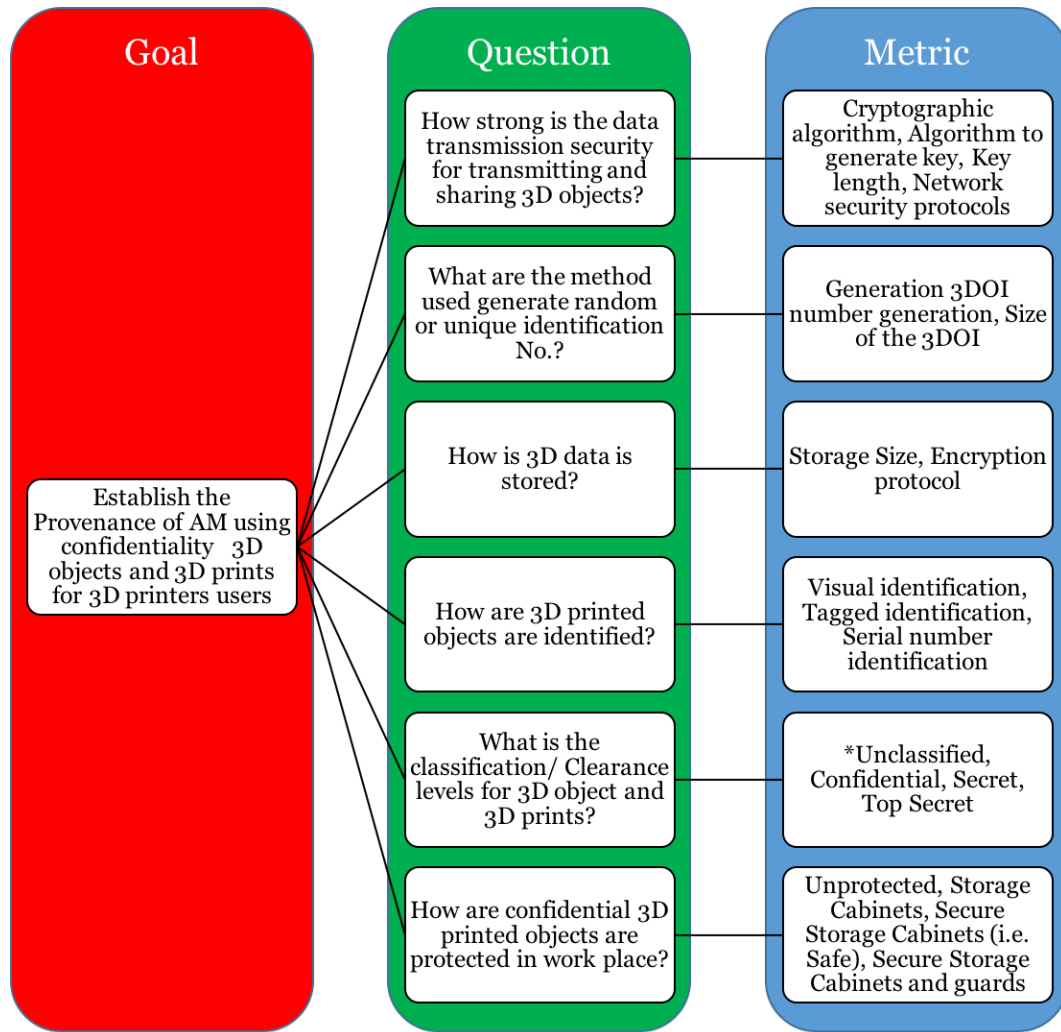 Goal
Establish the
Provenance of AM using
confidentiality 3D
objects and 3D prints
for 3D printers users
Question
How strong is the data
transmission security
for transmitting and
sharing 3D objects?
What are the method
used generate random
or unique identification
No.?
How is 3D data is
stored?
How are 3D printed
objects are identified?
What is the
classification/ Clearance
levels for 3D object and
3D prints?
How are confidential 3D
printed objects are
protected in work place?
Metric
Cryptographic
algorithm, Algorithm to
generate key, Key
length, Network
security protocols
Generation 3DOI
number generation, Size
of the 3DOI
Storage Size, Encryption
protocol
Visual identification,
Tagged identification,
Serial number
identification
*Unclassified,
Confidential, Secret,
Top Secret
Unprotected, Storage
Cabinets, Secure
Storage Cabinets (i.e.
Safe), Secure Storage
Cabinets and guards